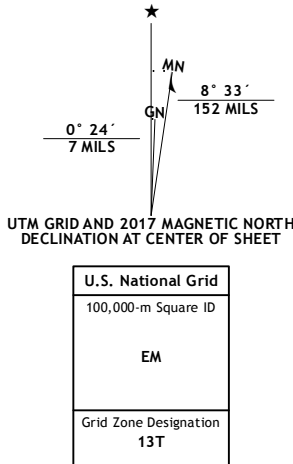 ★
MN
8° 33´
152 MILS
GN
0° 24´
7 MILS
UTM GRID AND 2017 MAGNETIC NORTH
DECLINATION AT CENTER OF SHEET
U.S. National Grid
100,000-m Square ID
EM
Grid Zone Designation
13T